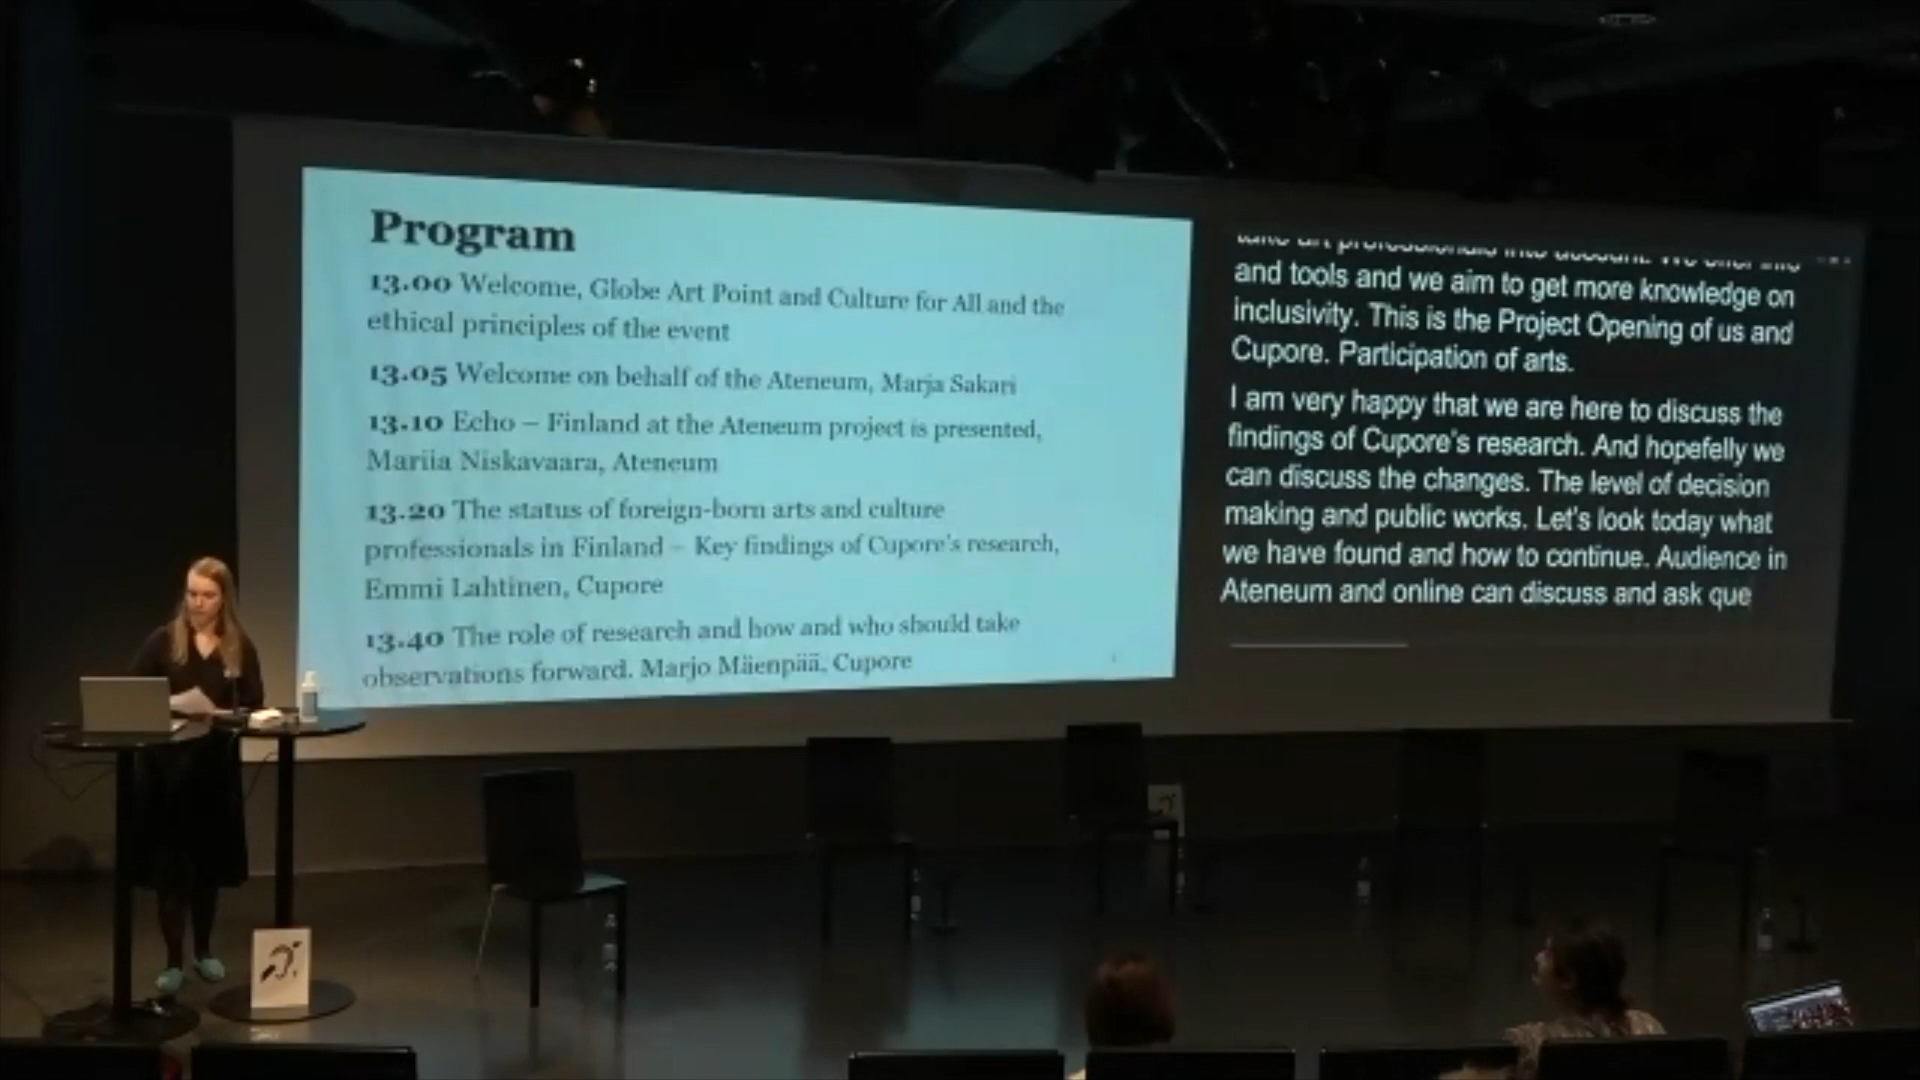 Program
13.00 Welcome, Globe Art Point and Culture for All and the
ethical principles of the event
13.05 Welcome on behalf of the Ateneum, Marja Sakari
13.10 Echo – Finland at the Ateneum project is presented,
Mariia Niskavaara, Ateneum
13.20 The status of foreign-born arts and culture
professionals in Finland – Key findings of Cupore's research,
Emmi Lahtinen, Cupore
13.40 The role of research and how and who should take
observations forward. Marjo Mäenpää, Cupore
take art professionals into account. We offer info
and tools and we aim to get more knowledge on
inclusivity. This is the Project Opening of us and
Cupore. Participation of arts.
I am very happy that we are here to discuss the
findings of Cupore's research. And hopefelly we
can discuss the changes. The level of decision
making and public works. Let's look today what
we have found and how to continue. Audience in
Ateneum and online can discuss and ask que